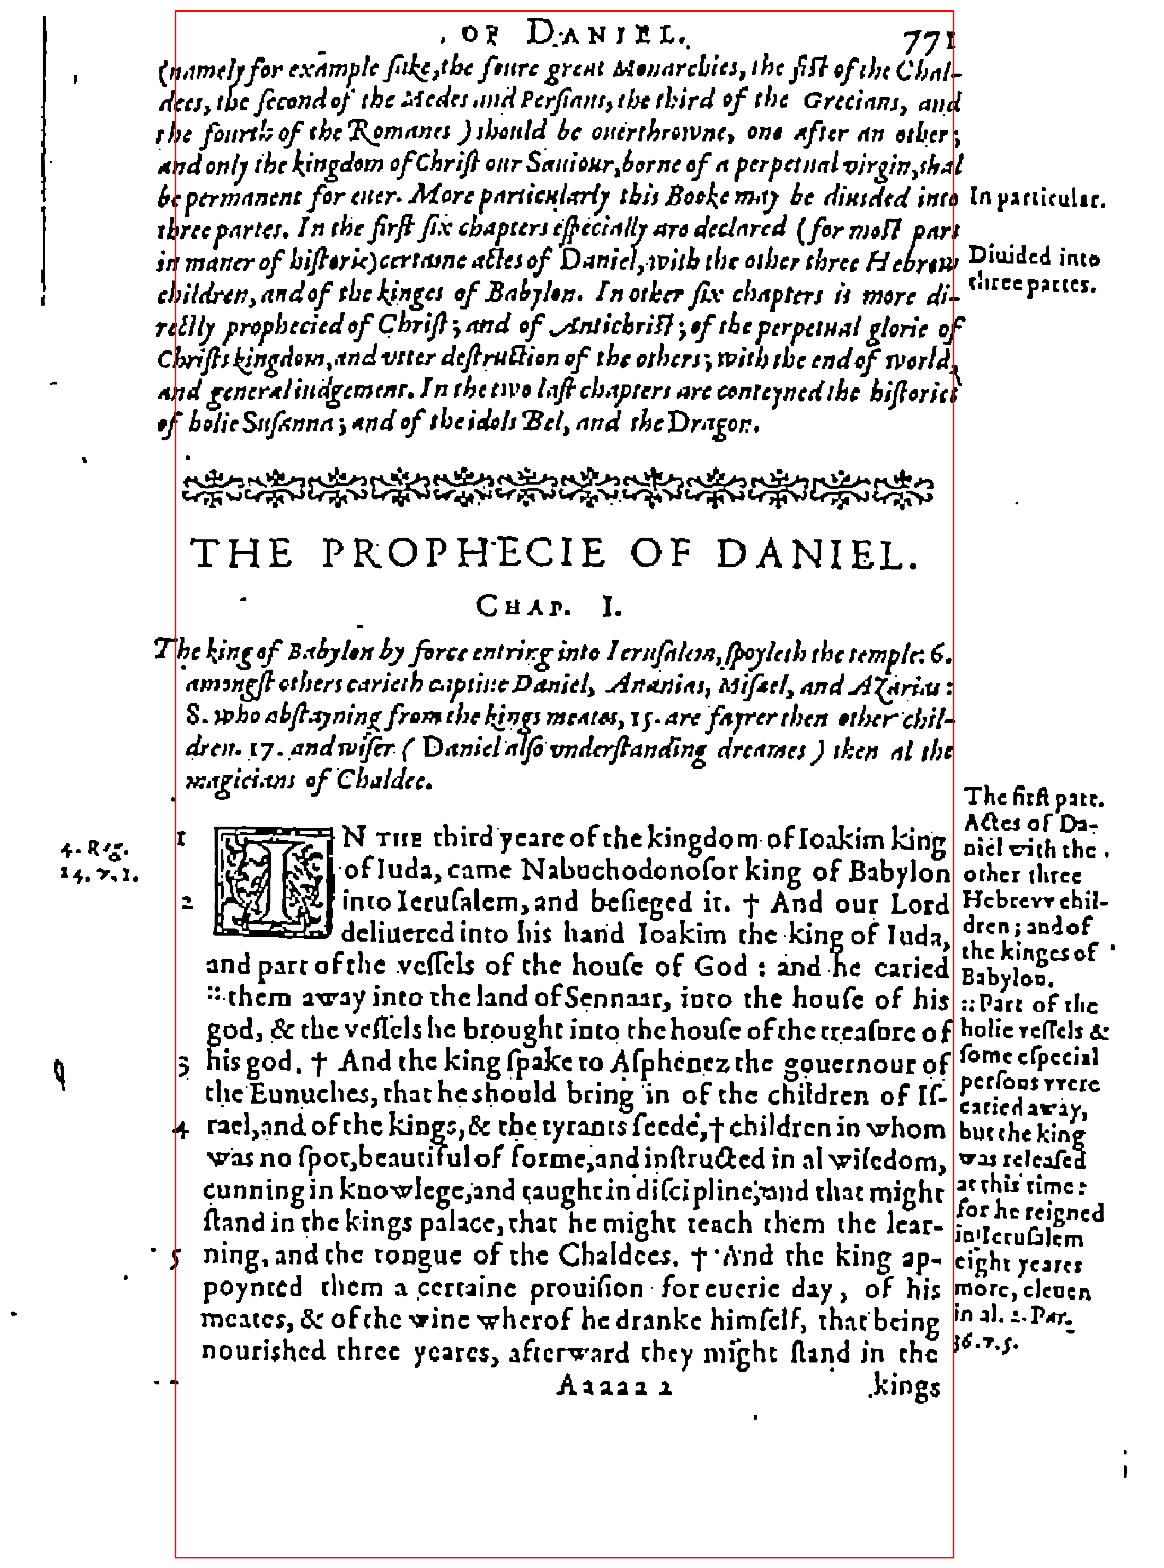 OF DANIEL. 771
(namely for example sake, the foure great Monarchies, the first of the Chal-
dees, the second of the Medes and Persians, the third of the Grecians, and
the fourth of the Romanes ) should be ouerthrowne, one after an other;
and only the kingdom of Christ our Sauiour, borne of a perpetual virgin, shal
be permanent for euer. More particularly this Booke may be diuided into
In particular.
three partes. In the first six chapters especially are declared (for most part
in maner of historie) certaine actes of Daniel, with the other three Hebrew
Diuided into
three partes.
children, and of the kinges of Babylon. In other six chapters is more di-
rectly prophecied of Christ; and of Antichrist; of the perpetual glorie of
Christs kingdom, and vtter destruction of the others; with the end of world,
and general iudgement. In the two last chapters are conteyned the histories
of holie Susanna; and of the idols Bel, and the Dragon.
THE PROPHECIE OF DANIEL.
CHAP. I.
The king of Babylon by force entring into Ierusalem, spoyleth the temple: 6.
amongst others carieth captiue Daniel, Ananias, Misael, and Azarias:
8. who abstayning from the kings meates, 15. are fayrer then other chil-
dren. 17. and wiser ( Daniel also vnderstanding dreames ) then al the
magicians of Chaldee.
1 IN THE third yeare of the kingdom of Ioakim king
of Iuda, came Nabuchodonosor king of Babylon
2 into Ierusalem, and besieged it. † And our Lord
deliuered into his hand Ioakim the king of Iuda,
and part of the vessels of the house of God : and he caried
:: them away into the land of Sennaar, into the house of his
god, & the vessels he brought into the house of the treasure of
3 his god. † And the king spake to Asphenez the gouernour of
the Eunuches, that he should bring in of the children of Is-
4 rael, and of the kings, & the tyrants seede, † children in whom
was no spot, beautiful of forme, and instructed in al wisedom,
cunning in knowlege, and taught in discipline, and that might
stand in the kings palace, that he might teach them the lear-
5 ning, and the tongue of the Chaldees. † And the king ap-
poynted them a certaine prouision for euerie day, of his
meates, & of the wine wherof he dranke himself, that being
nourished three yeares, afterward they might stand in the
Aaaaa 2 kings
4. Reg.
24. v. 1.
The first part.
Actes of Da-
niel with the
other three
Hebrew chil-
dren; and of
the kinges of
Babylon.
:: Part of the
holie vessels &
some especial
persons were
caried away,
but the king
was released
at this time:
for he reigned
in Ierusalem
eight yeares
more, eleuen
in al. 2. Par.
36. v. 5.